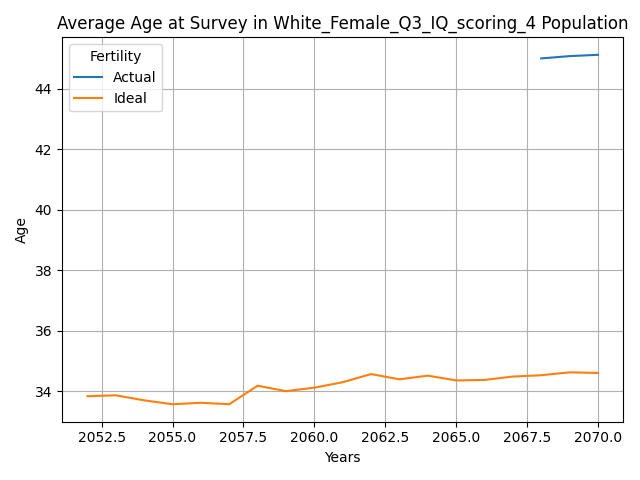 Average Age at Survey in White_Female_Q3_IQ_scoring_4 Population
Fertility
Actual
Ideal
44
42
40
38
36
34
Age
2052.5 2055.0 2057.5 2060.0 2062.5 2065.0 2067.5 2070.0
Years